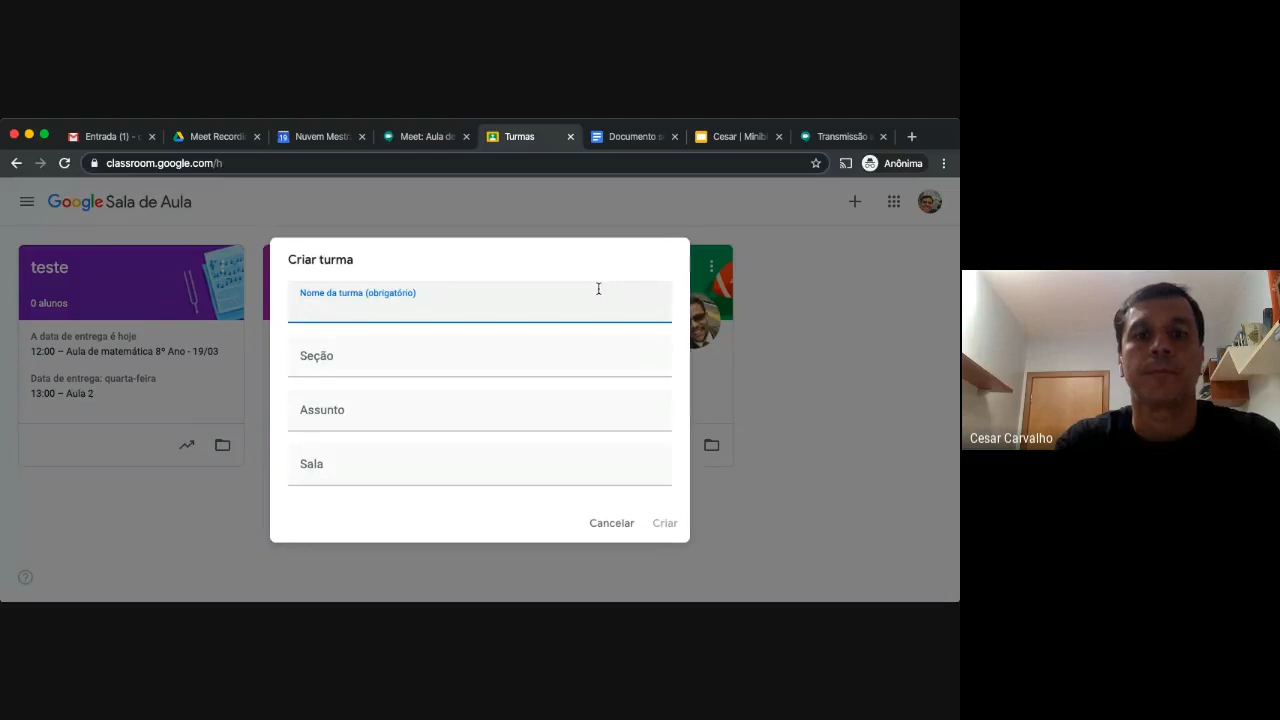 Entrada (1) - c
Meet Recordi
19
Nuvem Mestr
Meet: Aula de
Turmas
Documento s
Cesar | Minibi
Transmissão a
classroom.google.com/h
Anônima
Google Sala de Aula
teste
0 alunos
A data de entrega é hoje
12:00 – Aula de matemática 8º Ano - 19/03
Data de entrega: quarta-feira
13:00 – Aula 2
Criar turma
Nome da turma (obrigatório)
Seção
Assunto
Sala
Cancelar
Criar
Cesar Carvalho